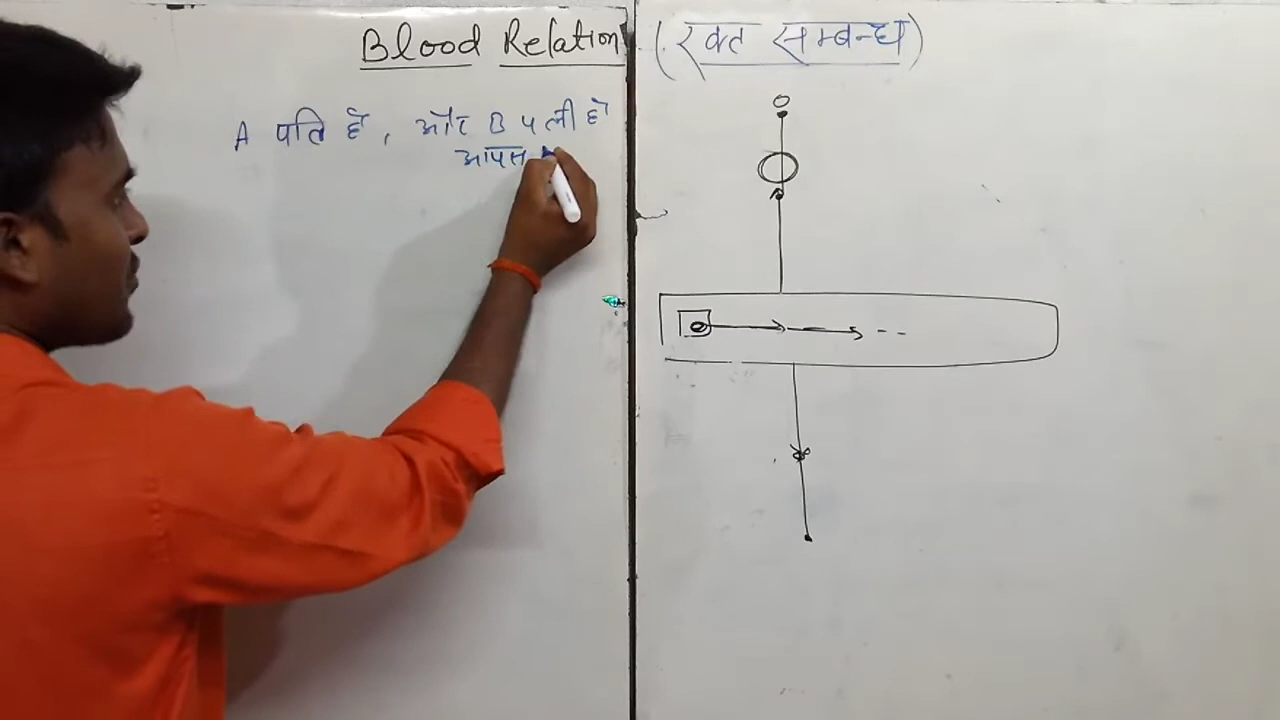 Blood Relation (रक्त सम्बन्ध)
A पति है, और B पत्नी हो
आपस